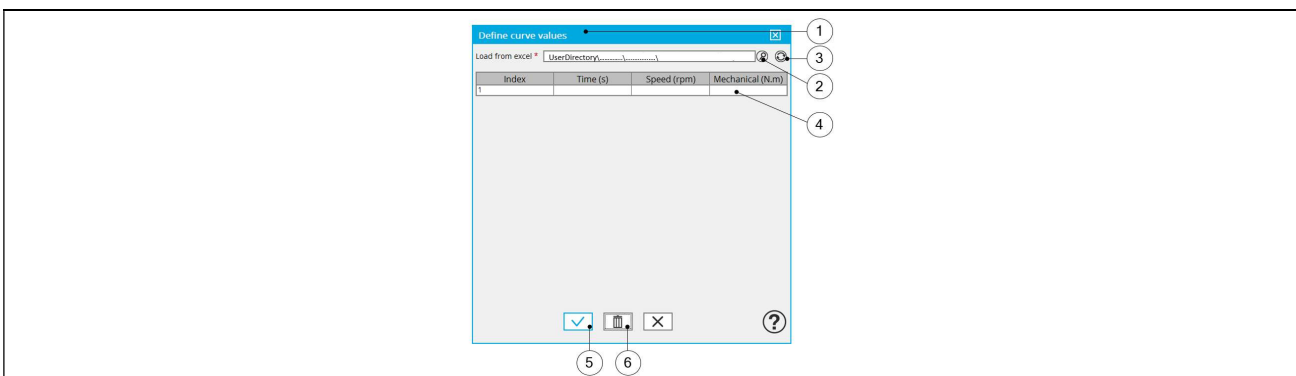 Define curve values
1
Load from excel * UserDirectory\...........\..............\
3
2
Index Time (s) Speed (rpm) Mechanical (N.m)
1
4
?
5 6